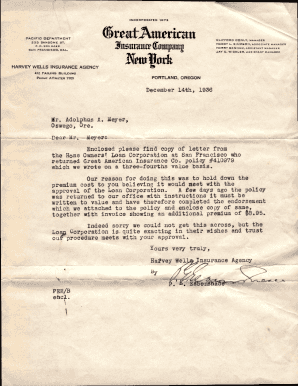 INCORPORATED 1872
Great American
Insurance Company
New York
PACIFIC DEPARTMENT
SAN FRANCISCO, CAL.
HARVEY WELLS INSURANCE AGENCY
PORTLAND, OREGON
December 14th, 1936
Mr. Adolphus A. Meyer,
Oswego, Ore.
Dear Mr. Meyer:
Enclosed please find copy of letter from
the Home Owners' Loan Corporation at San Francisco who
returned Great American Insurance Co. policy
which we wrote on a three-fourths value basis.
Our reason for doing this was to hold down the
premium cost to you believing it would meet with the
approval of the Loan Corporation. A few days ago the policy
was returned to our office with instructions it must be
written to value and have therefore completed the endorsement
which we attached to the policy and enclose copy of same,
together with invoice showing an additional premium of $8.95.
Indeed sorry we could not get this across, but the
Loan Corporation is quite exacting in their wishes and trust
our procedure meets with your approval.
Yours very truly,
Harvey Wells Insurance Agency
By
encl.